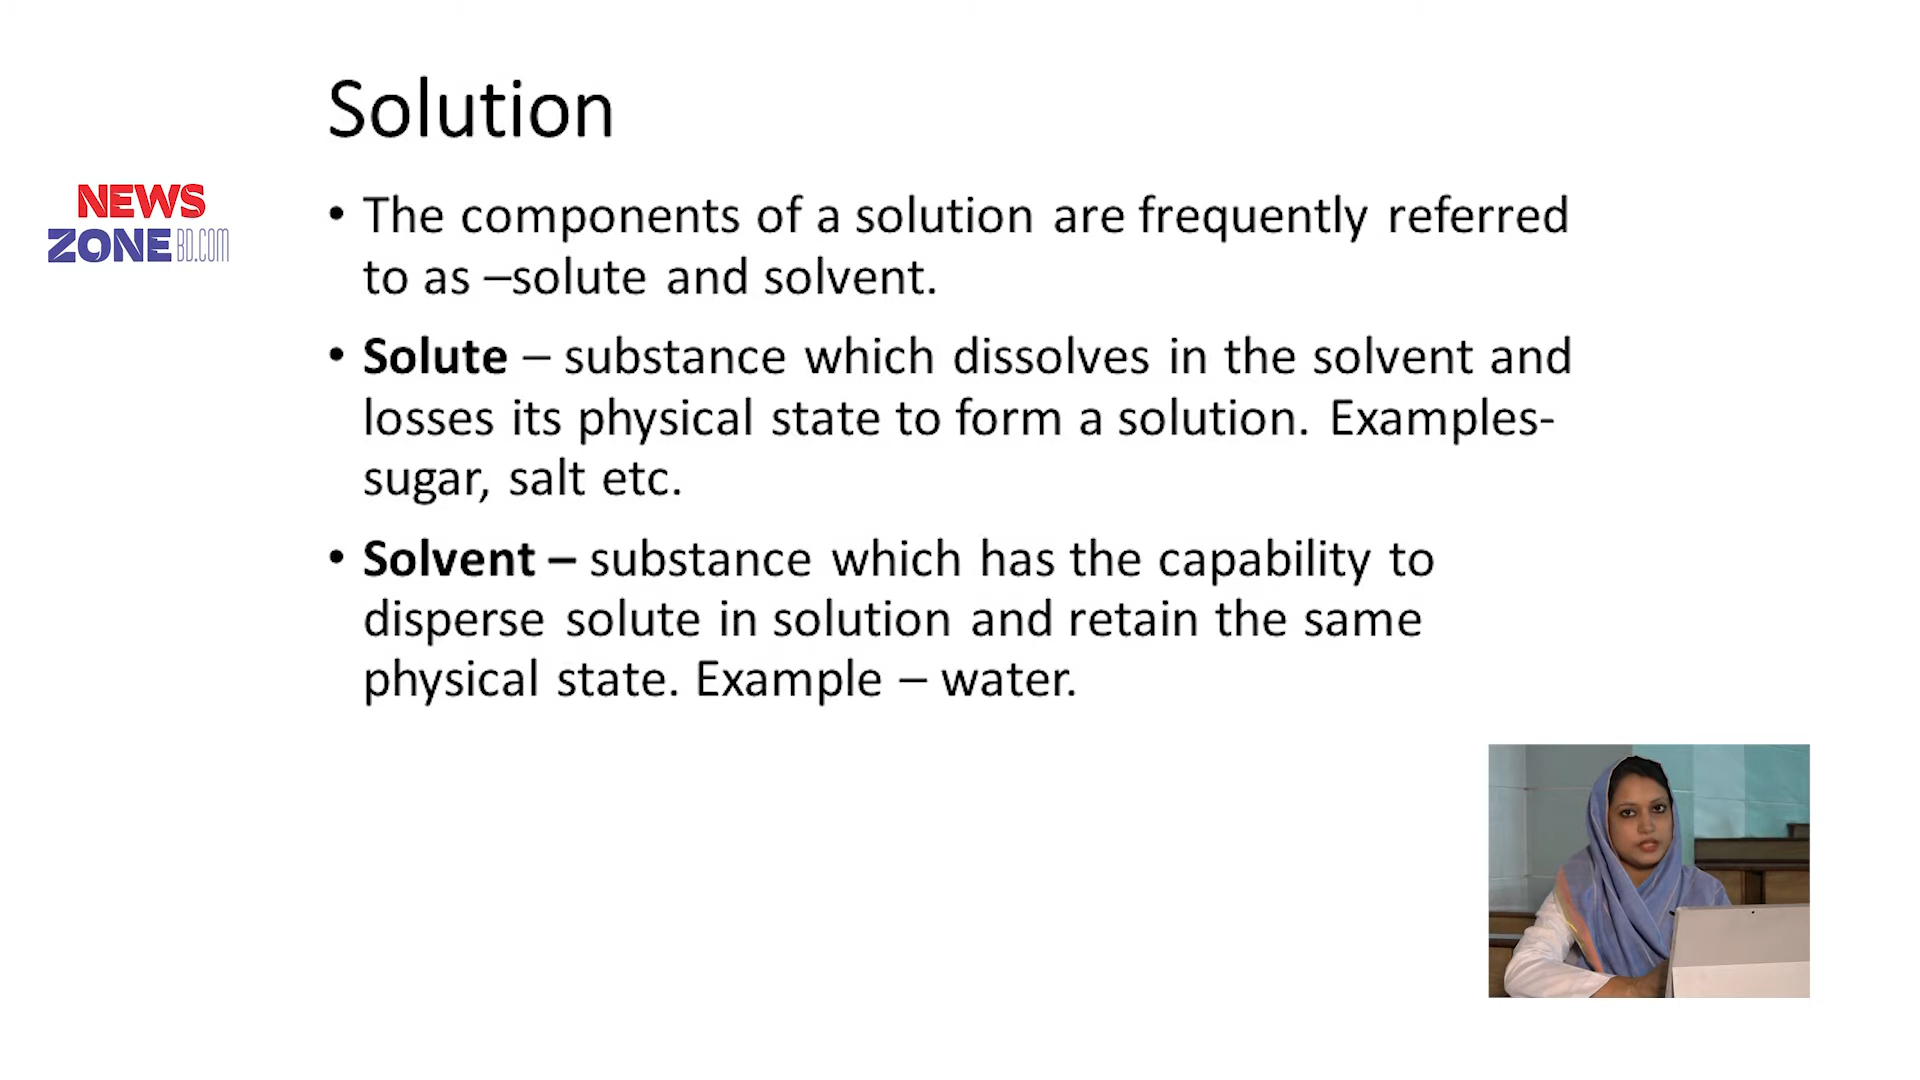 Solution
NEWS
ZONE BD.COM
• The components of a solution are frequently referred
to as –solute and solvent.
• Solute – substance which dissolves in the solvent and
losses its physical state to form a solution. Examples-
sugar, salt etc.
• Solvent – substance which has the capability to
disperse solute in solution and retain the same
physical state. Example – water.